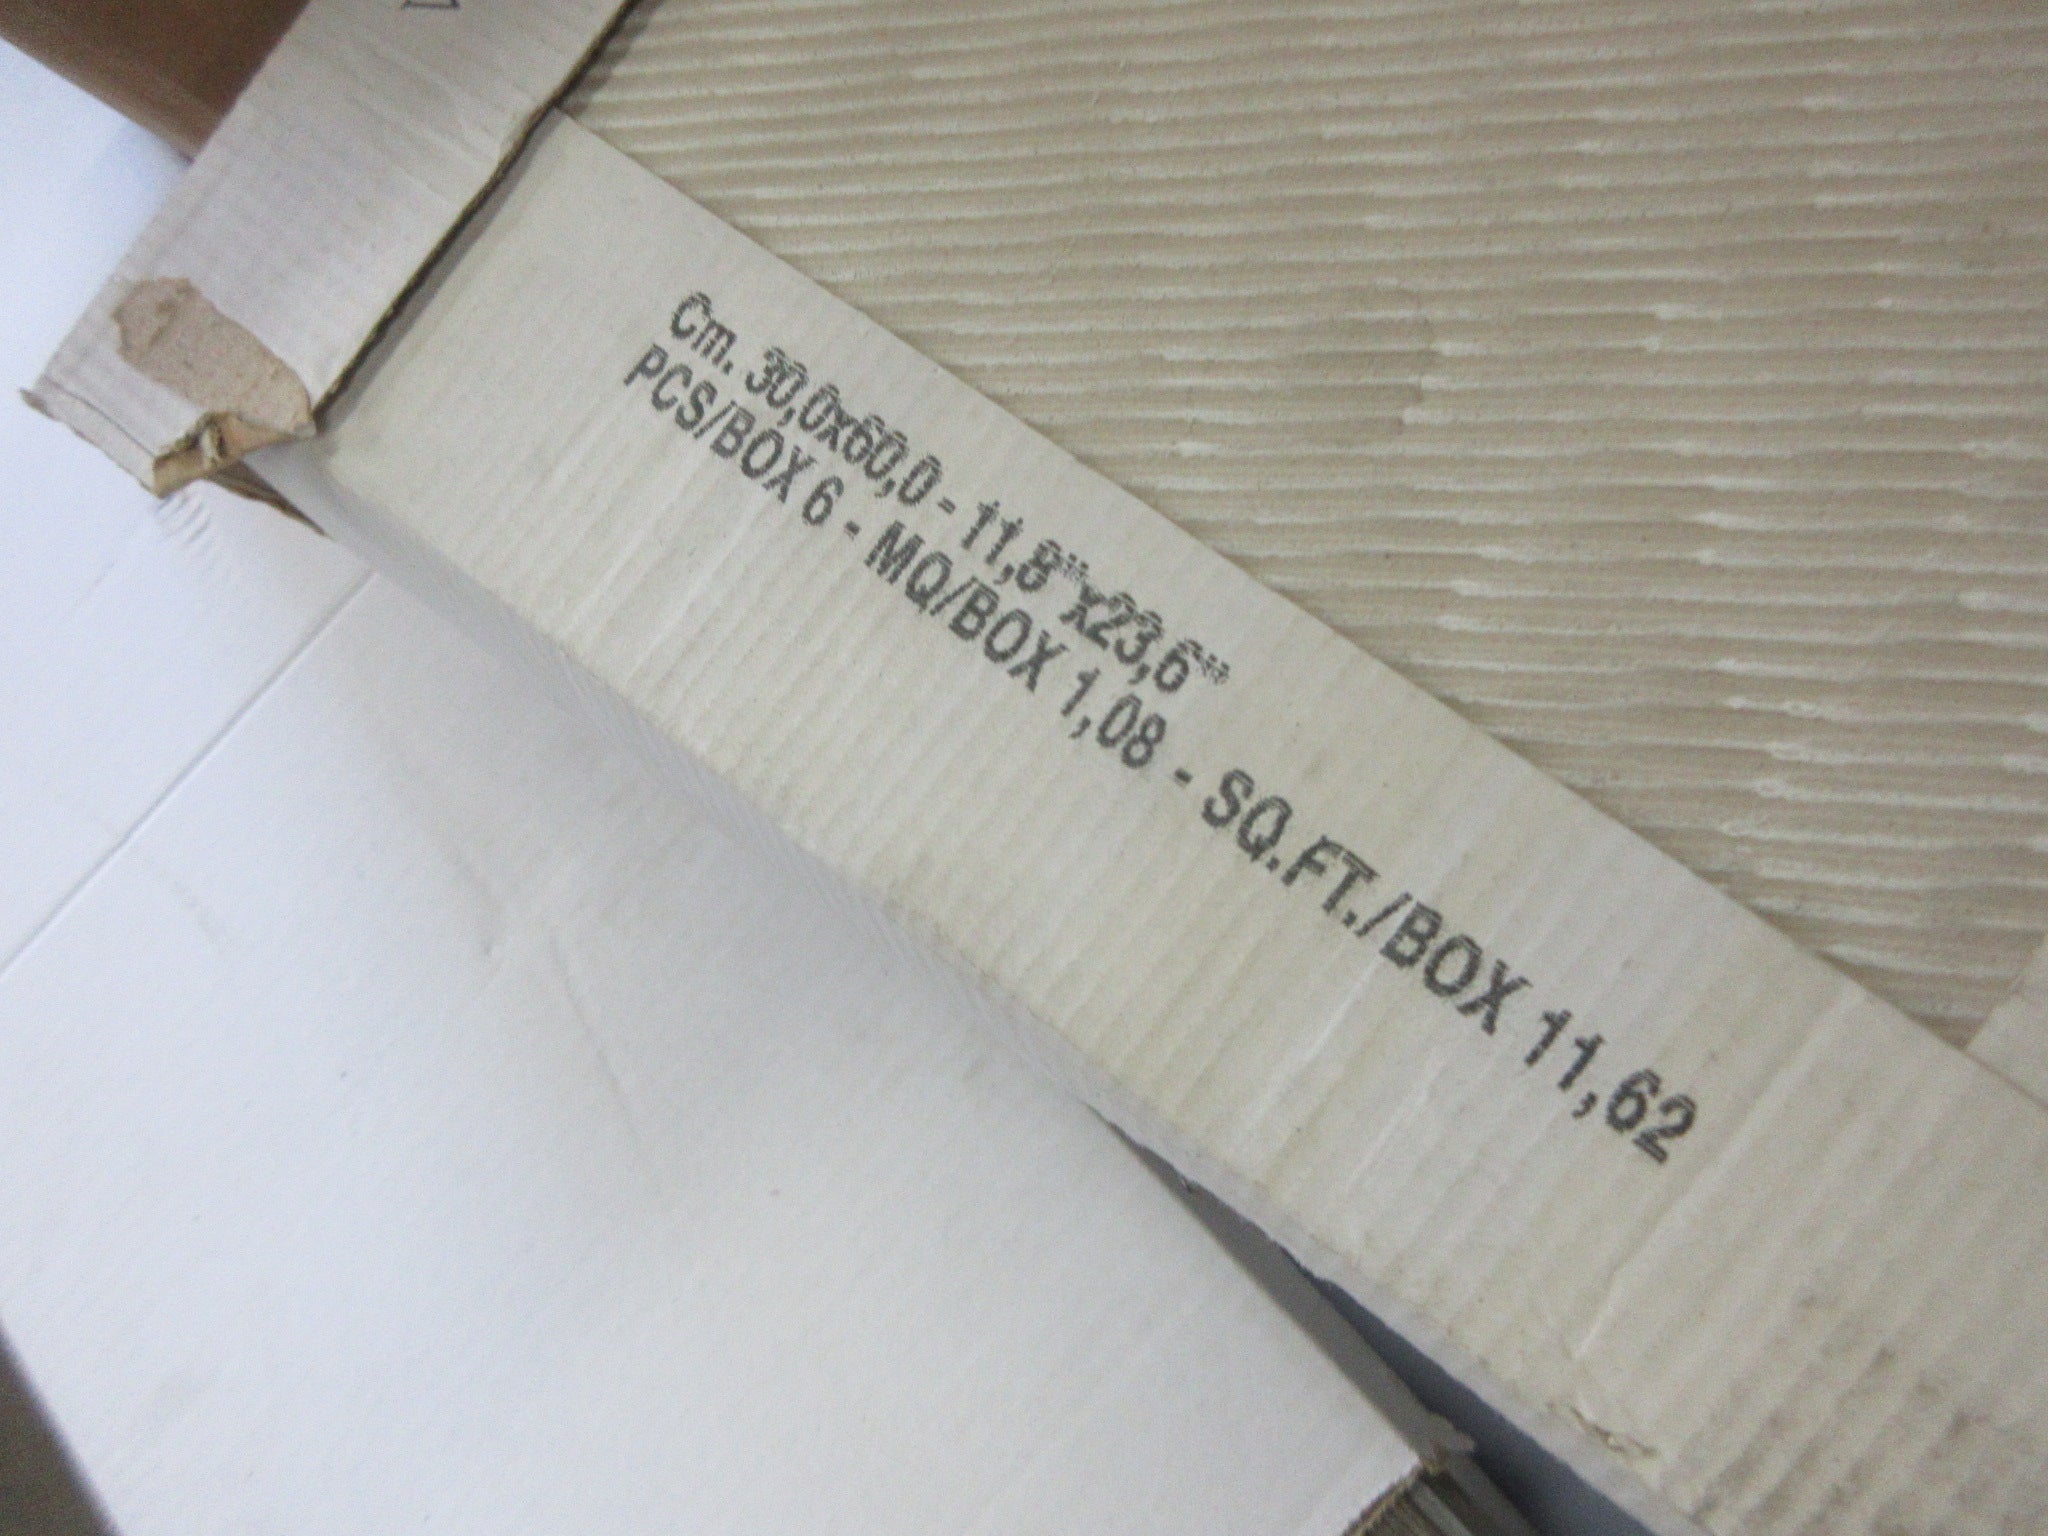 Cm. 30,0x60,0 - 11,8"x23,6"
PCS/BOX 6 - MQ/BOX 1,08 - SQ.FT./BOX 11,62